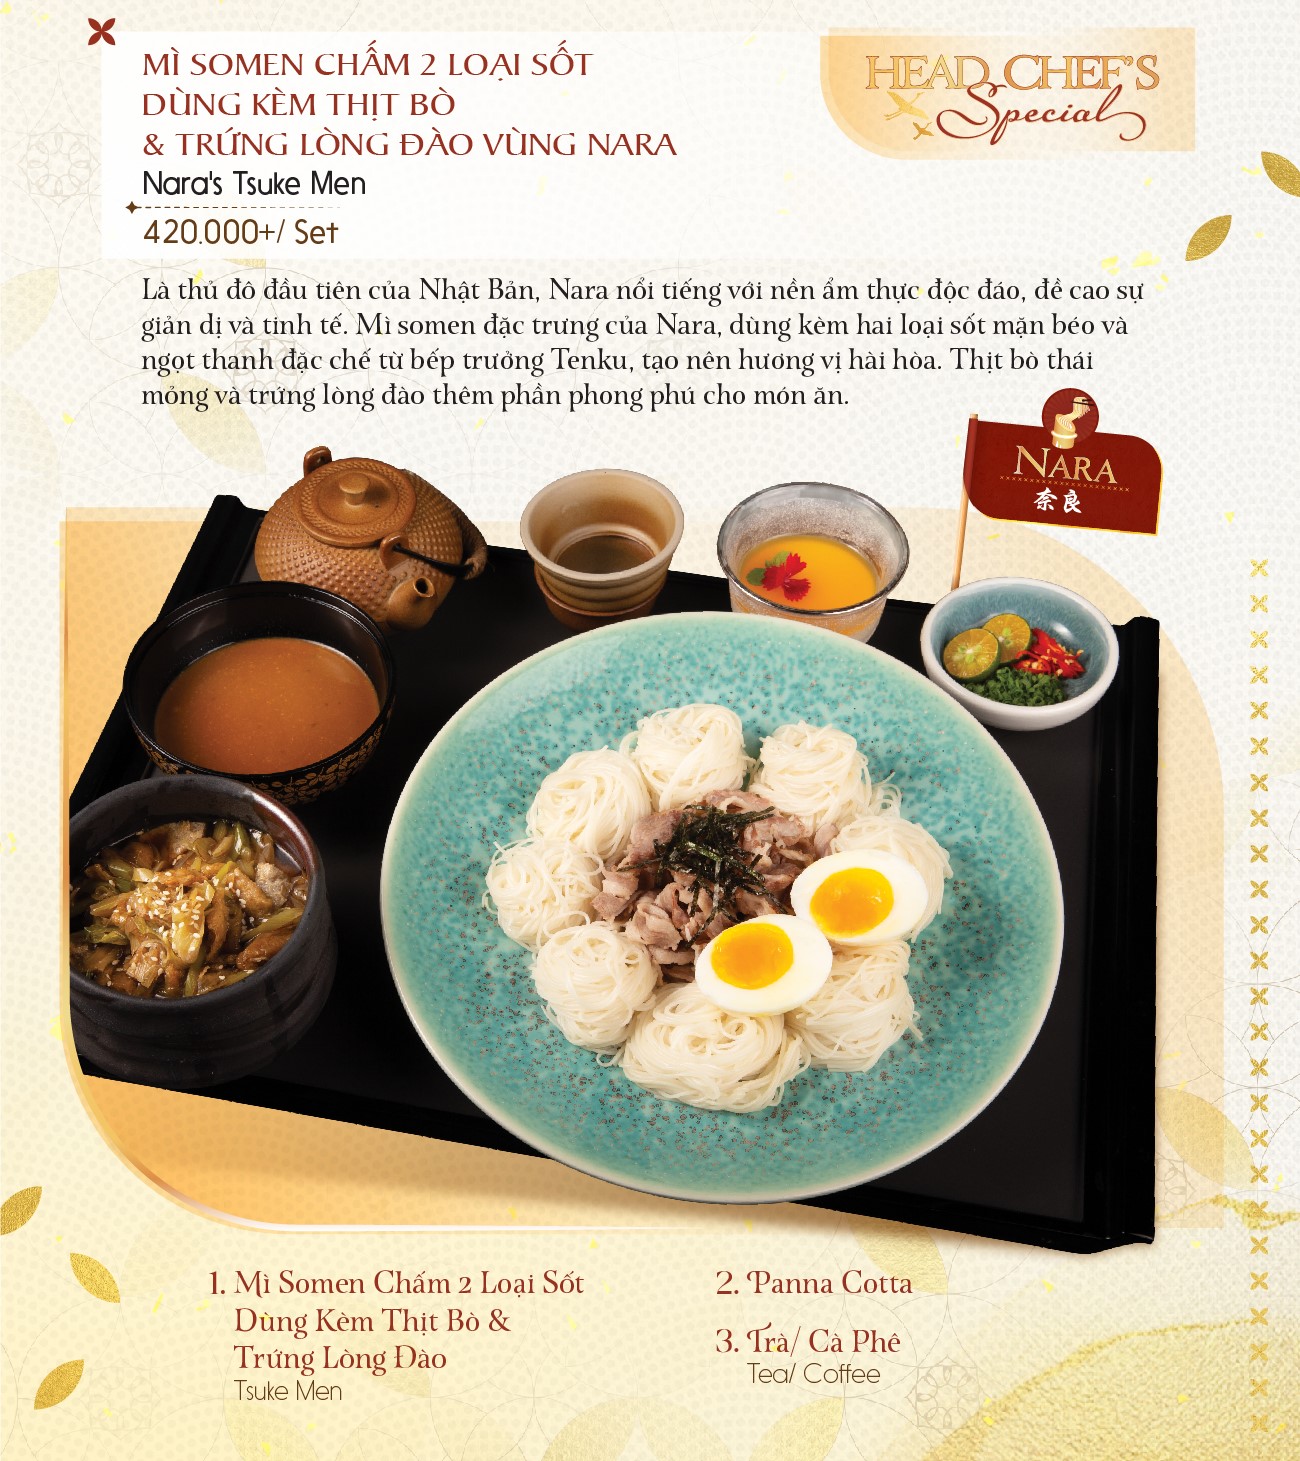 MÌ SOMEN CHẤM 2 LOẠI SỐT
DÙNG KÈM THỊT BÒ
& TRỨNG LÒNG ĐÀO VÙNG NARA
Nara's Tsuke Men
420.000+/ Set
HEAD CHEF'S
Special
Là thủ đô đầu tiên của Nhật Bản, Nara nổi tiếng với nền ẩm thực độc đáo, đề cao sự
giản dị và tinh tế. Mì somen đặc trưng của Nara, dùng kèm hai loại sốt mặn béo và
ngọt thanh đặc chế từ bếp trưởng Tenku, tạo nên hương vị hài hòa. Thịt bò thái
mỏng và trứng lòng đào thêm phần phong phú cho món ăn.
NARA
奈良
1. Mì Somen Chấm 2 Loại Sốt
Dùng Kèm Thịt Bò &
Trứng Lòng Đào
Tsuke Men
2. Panna Cotta
3. Trà/ Cà Phê
Tea/ Coffee